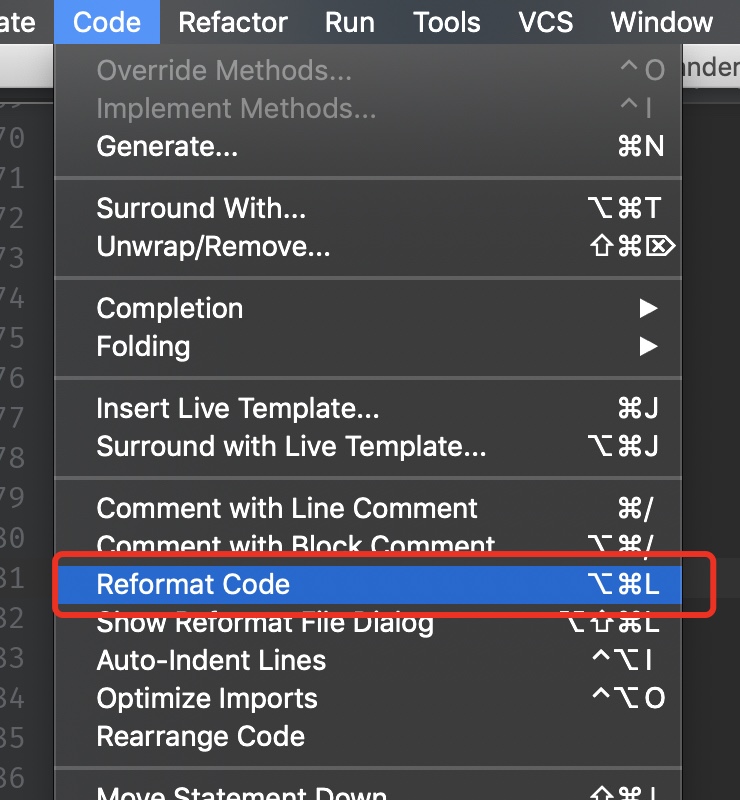 ate Code Refactor Run Tools VCS Window
Override Methods... ^O
Implement Methods... ^I
Generate... ⌘N
Surround With... ⌥⌘T
Unwrap/Remove... ⇧⌘⌦
Completion ▶
Folding ▶
Insert Live Template... ⌘J
Surround with Live Template... ⌥⌘J
Comment with Line Comment ⌘/
Comment with Block Comment ⌥⌘/
Reformat Code ⌥⌘L
Show Reformat File Dialog ⌥⇧⌘L
Auto-Indent Lines ^⌥I
Optimize Imports ^⌥O
Rearrange Code
Move Statement Down
70
71
72
73
74
75
76
77
78
79
80
81
82
83
84
85
86